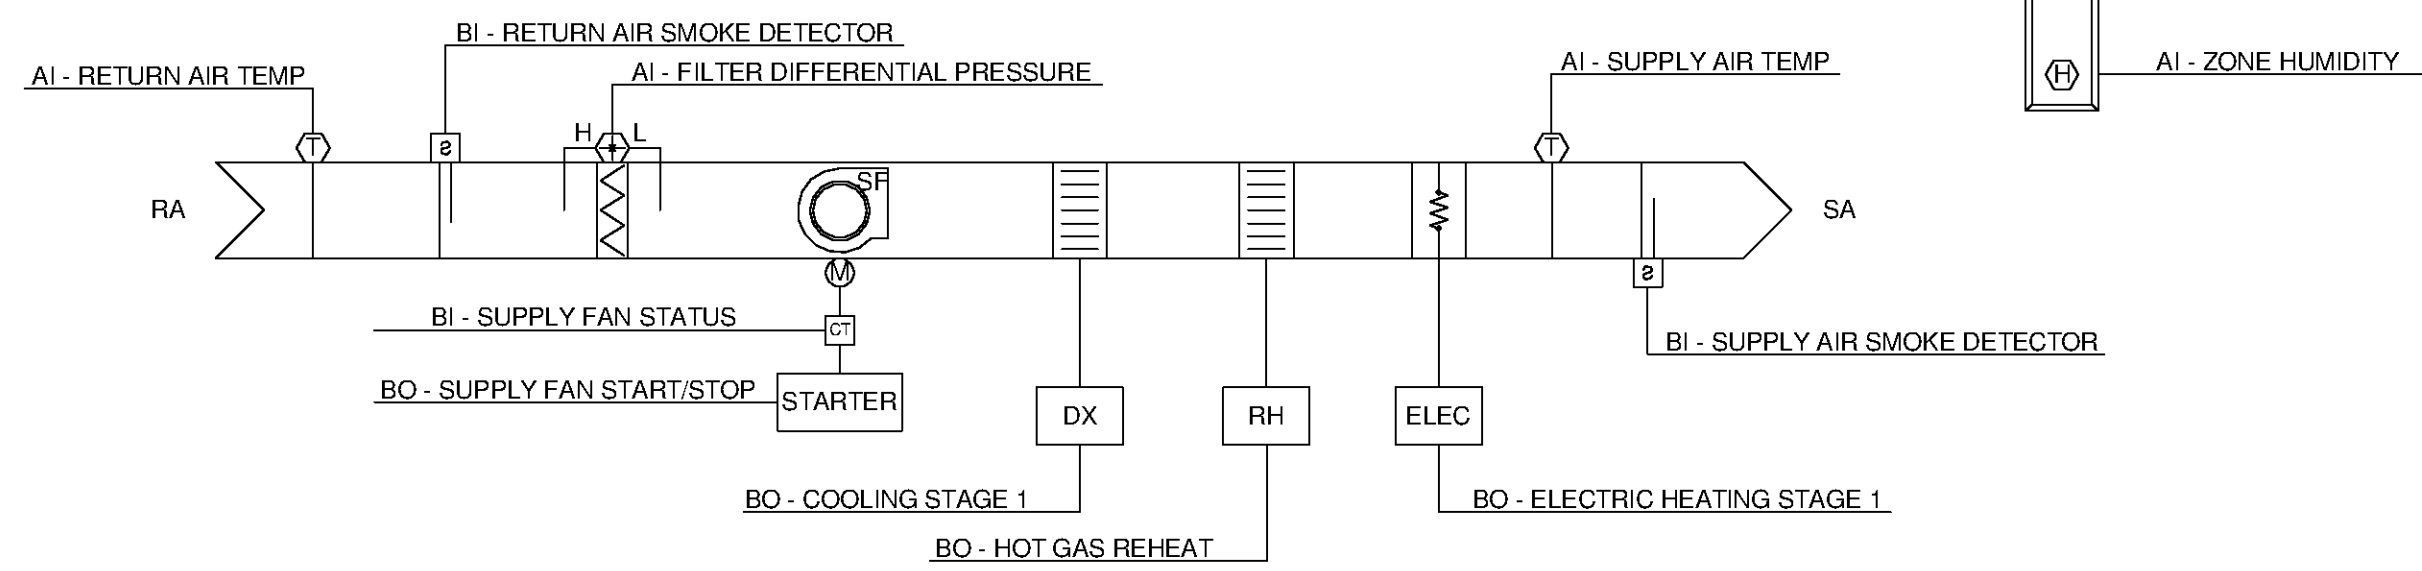 BI - RETURN AIR SMOKE DETECTOR
AI - RETURN AIR TEMP
AI - FILTER DIFFERENTIAL PRESSURE
AI - SUPPLY AIR TEMP
AI - ZONE HUMIDITY
H
H
L
T
S
T
SF
RA
SA
M
S
BI - SUPPLY FAN STATUS
CT
BI - SUPPLY AIR SMOKE DETECTOR
BO - SUPPLY FAN START/STOP
STARTER
DX
RH
ELEC
BO - COOLING STAGE 1
BO - ELECTRIC HEATING STAGE 1
BO - HOT GAS REHEAT